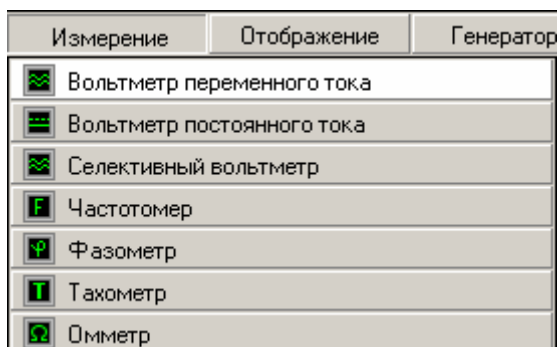 Измерение Отображение Генератор
Вольтметр переменного тока
Вольтметр постоянного тока
Селективный вольтметр
F Частотомер
φ Фазометр
T Тахометр
Ω Омметр